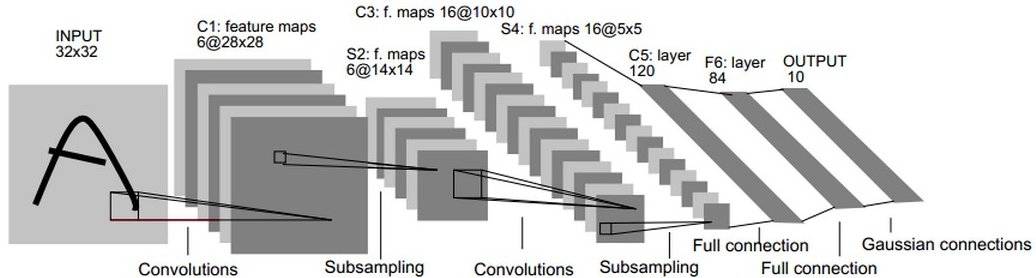 INPUT
32x32
C1: feature maps
6@28x28
S2: f. maps
6@14x14
C3: f. maps 16@10x10
S4: f. maps 16@5x5
C5: layer
120
F6: layer
84
OUTPUT
10
Convolutions
Subsampling
Convolutions
Subsampling
Full connection
Full connection
Gaussian connections